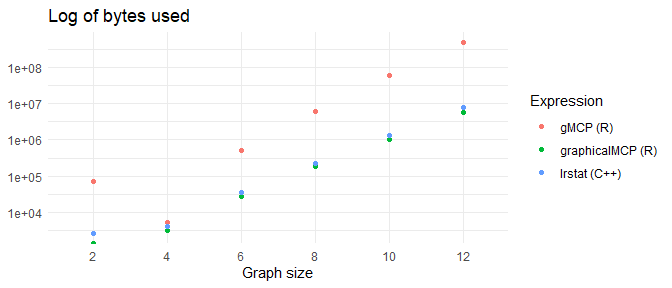 Log of bytes used
1e+08
1e+07
1e+06
1e+05
1e+04
2 4 6 8 10 12
Graph size
Expression
gMCP (R)
graphicalMCP (R)
lrstat (C++)